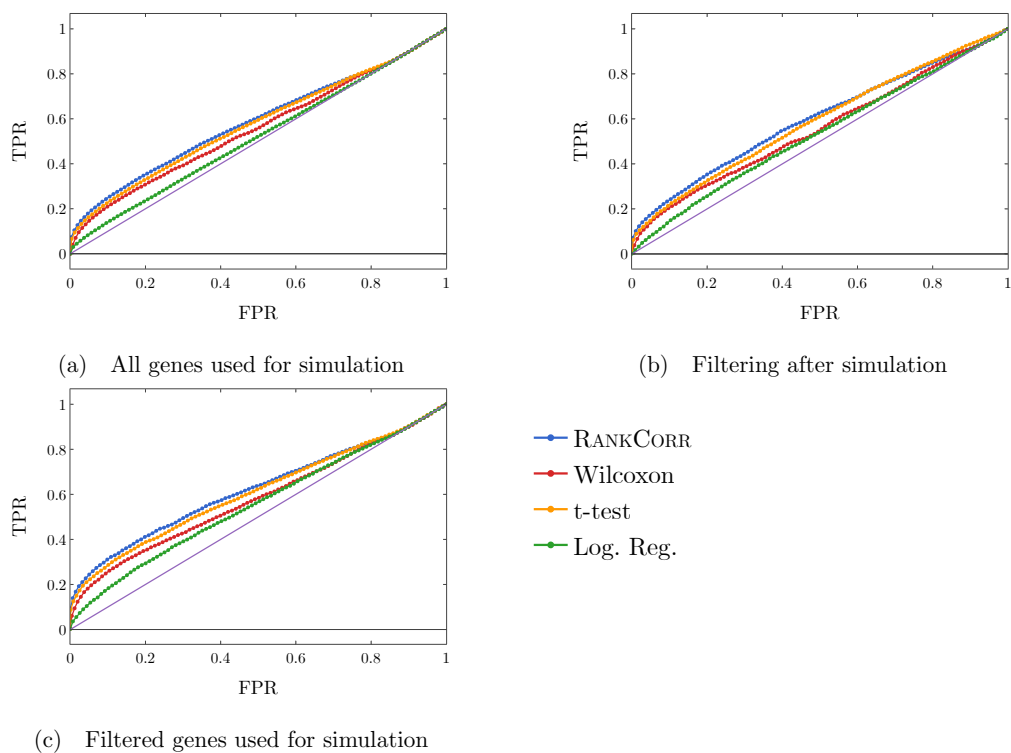 1
0.8
0.6
0.4
0.2
0
TPR
0 0.2 0.4 0.6 0.8 1
FPR
(a) All genes used for simulation
1
0.8
0.6
0.4
0.2
0
TPR
0 0.2 0.4 0.6 0.8 1
FPR
(b) Filtering after simulation
1
0.8
0.6
0.4
0.2
0
TPR
0 0.2 0.4 0.6 0.8 1
FPR
(c) Filtered genes used for simulation
RANKCORR
Wilcoxon
t-test
Log. Reg.